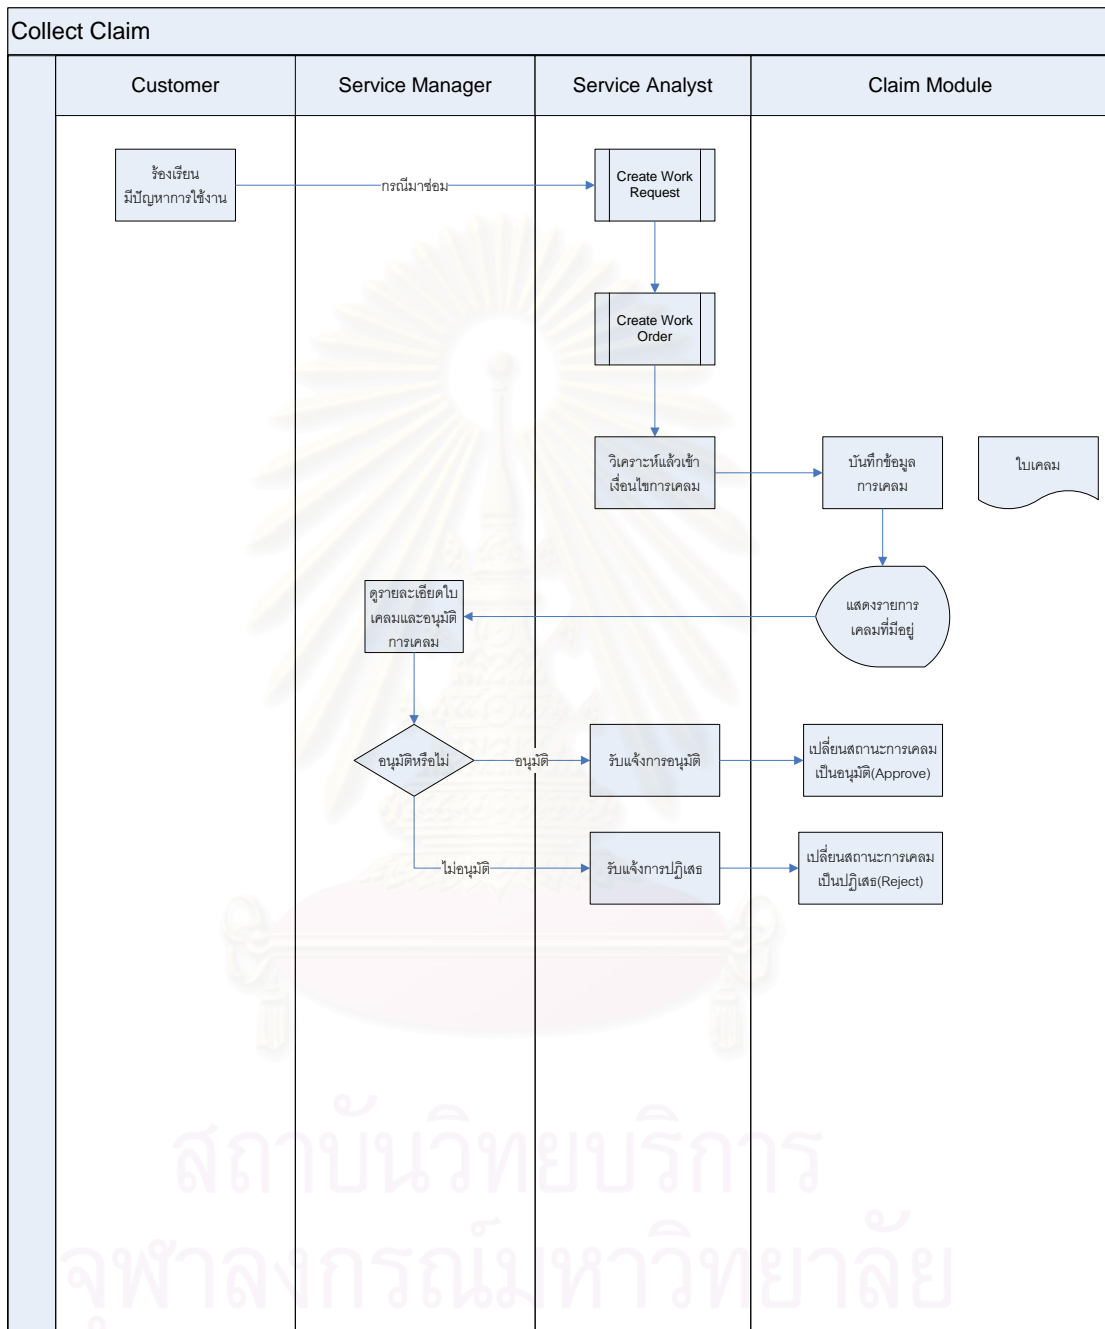 Collect Claim
Customer
Service Manager
Service Analyst
Claim Module
ร้องเรียน
มีปัญหาการใช้งาน
กรณีมาซ่อม
Create Work
Request
Create Work
Order
วิเคราะห์แล้วเข้า
เงื่อนไขการเคลม
บันทึกข้อมูล
การเคลม
ใบเคลม
แสดงรายการ
เคลมที่มีอยู่
ดูรายละเอียดใบ
เคลมและอนุมัติ
การเคลม
อนุมัติหรือไม่
อนุมัติ
รับแจ้งการอนุมัติ
เปลี่ยนสถานะการเคลม
เป็นอนุมัติ(Approve)
ไม่อนุมัติ
รับแจ้งการปฏิเสธ
เปลี่ยนสถานะการเคลม
เป็นปฏิเสธ(Reject)
สถาบันวิทยบริการ
จุฬาลงกรณ์มหาวิทยาลัย